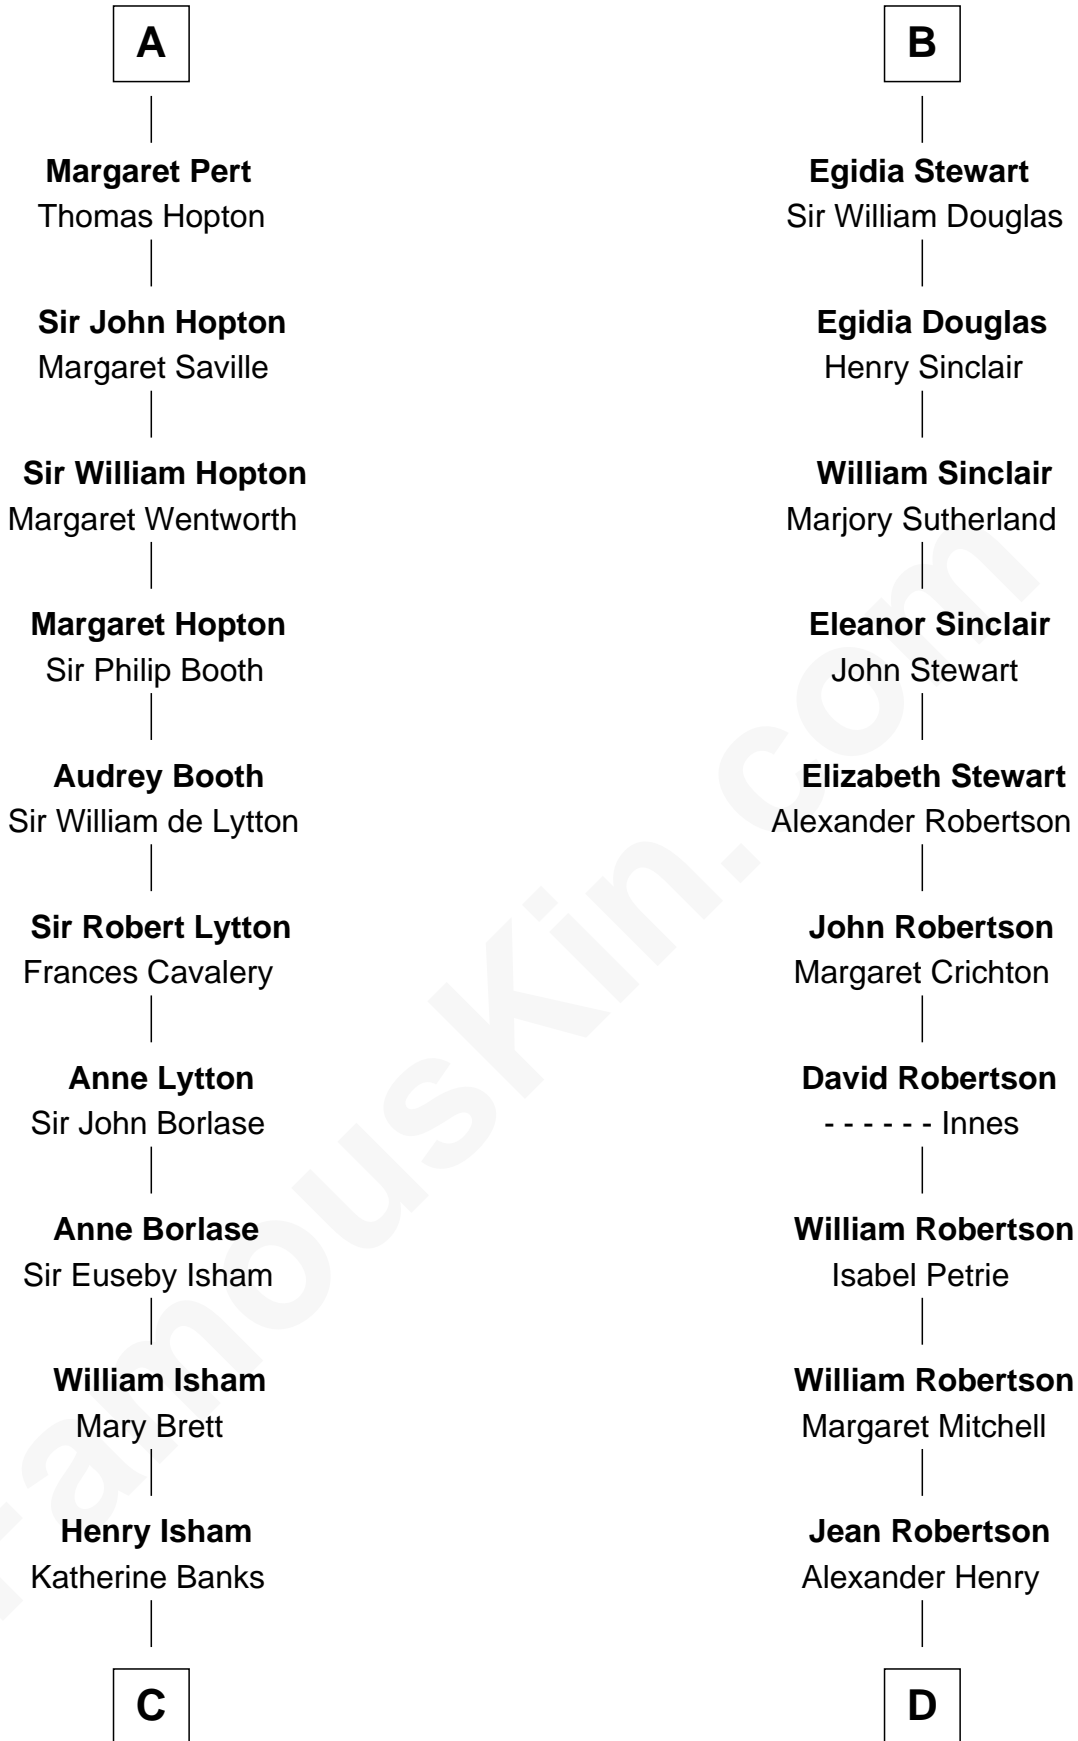 A
Margaret Pert
Thomas Hopton
Sir John Hopton
Margaret Saville
Sir William Hopton
Margaret Wentworth
Margaret Hopton
Sir Philip Booth
Audrey Booth
Sir William de Lytton
Sir Robert Lytton
Frances Cavalery
Anne Lytton
Sir John Borlase
Anne Borlase
Sir Euseby Isham
William Isham
Mary Brett
Henry Isham
Katherine Banks
C
B
Egidia Stewart
Sir William Douglas
Egidia Douglas
Henry Sinclair
William Sinclair
Marjory Sutherland
Eleanor Sinclair
John Stewart
Elizabeth Stewart
Alexander Robertson
John Robertson
Margaret Crichton
David Robertson
- - - - - - Innes
William Robertson
Isabel Petrie
William Robertson
Margaret Mitchell
Jean Robertson
Alexander Henry
D
FamousKin.com